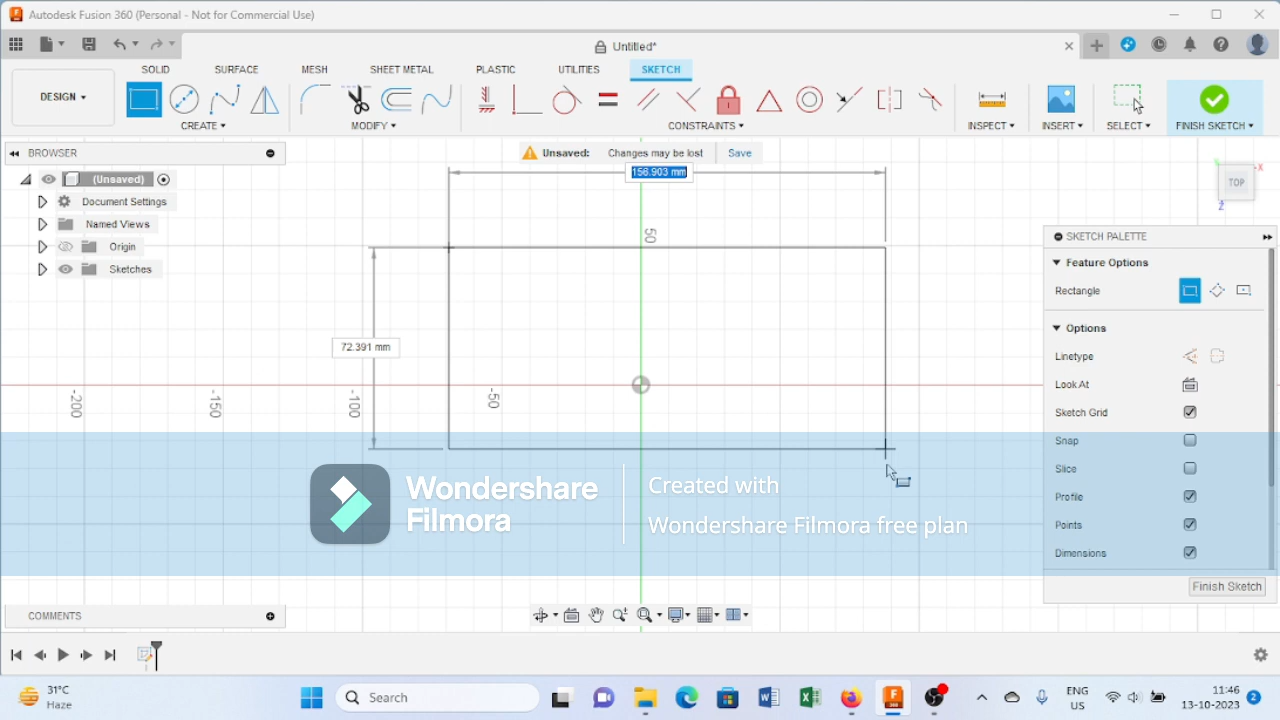 Autodesk Fusion 360 (Personal - Not for Commercial Use)
Untitled*
SOLID SURFACE MESH SHEET METAL PLASTIC UTILITIES SKETCH
DESIGN
CREATE MODIFY CONSTRAINTS INSPECT INSERT SELECT FINISH SKETCH
BROWSER
Unsaved: Changes may be lost Save
(Unsaved)
Document Settings
Named Views
Origin
Sketches
156.903 mm
50
72.391 mm
-200
-150
-100
-50
TOP
X
Z
SKETCH PALETTE
Feature Options
Rectangle
Options
Linetype
Look At
Sketch Grid
Snap
Slice
Profile
Points
Dimensions
Finish Sketch
Wondershare
Filmora
Created with
Wondershare Filmora free plan
COMMENTS
31°C
Haze
Search
ENG
US
11:46
13-10-2023
2